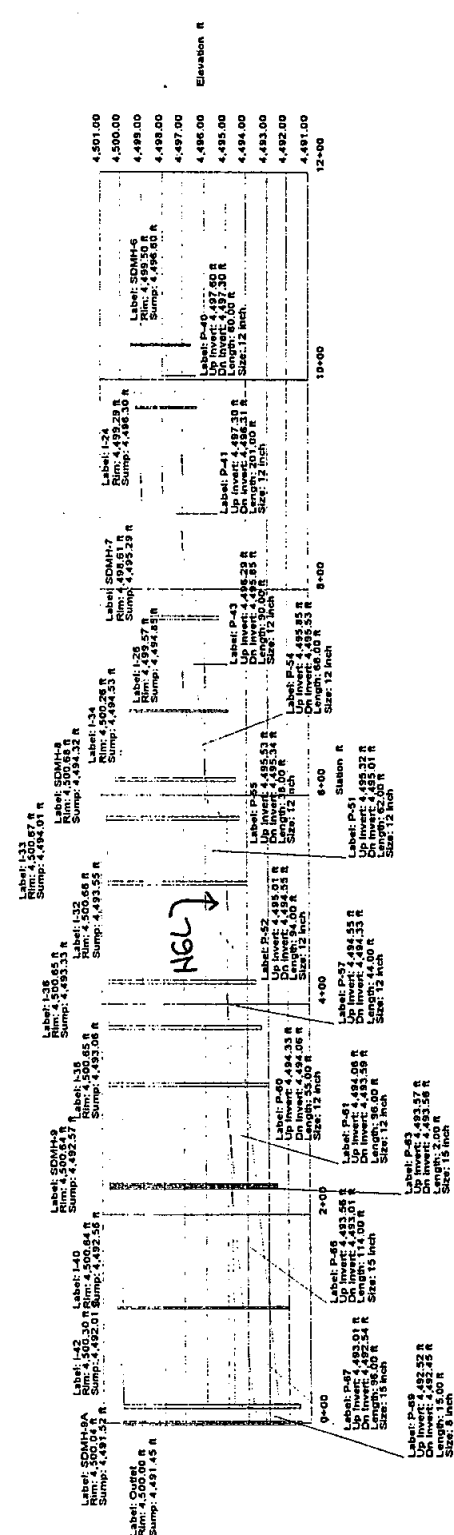 Label: Outlet
Rim: 4,500.00 ft
Sump: 4,491.45 ft
Label: SDMH-9A
Rim: 4,500.04 ft
Sump: 4,491.52 ft
Label: I-42
Rim: 4,500.30 ft
Sump: 4,492.01 ft
Label: I-40
Rim: 4,500.64 ft
Sump: 4,492.56 ft
Label: SDMH-9
Rim: 4,500.64 ft
Sump: 4,492.57 ft
Rim: 4,500.65 ft
Sump: 4,493.06 ft
Rim: 4,500.65 ft
Sump: 4,493.33 ft
Label: I-32
Rim: 4,500.66 ft
Sump: 4,493.55 ft
Label: I-33
Rim: 4,500.67 ft
Sump: 4,494.01 ft
Label: SDMH-8
Rim: 4,500.68 ft
Sump: 4,494.32 ft
Label: I-34
Rim: 4,500.26 ft
Sump: 4,494.53 ft
Rim: 4,499.57 ft
Sump: 4,494.85 ft
Label: SDMH-7
Rim: 4,498.61 ft
Sump: 4,495.29 ft
Label: I-24
Rim: 4,499.29 ft
Sump: 4,496.30 ft
Label: SDMH-6
Rim: 4,499.50 ft
Sump: 4,496.60 ft
HGL
4,501.00
4,500.00
4,499.00
4,498.00
4,497.00
4,496.00
4,495.00
4,494.00
4,493.00
4,492.00
4,491.00
Elevation ft
0+00
2+00
4+00
6+00
8+00
10+00
12+00
Station ft
Label: P-69
Up Invert: 4,492.52 ft
Dn Invert: 4,492.45 ft
Length: 15.00 ft
Size: 8 inch
Label: P-67
Up Invert: 4,493.01 ft
Dn Invert: 4,492.54 ft
Length: 96.00 ft
Size: 15 inch
Label: P-66
Up Invert: 4,493.56 ft
Dn Invert: 4,493.01 ft
Length: 114.00 ft
Size: 15 inch
Label: P-63
Up Invert: 4,493.57 ft
Dn Invert: 4,493.56 ft
Length: 2.00 ft
Size: 15 inch
Label: P-61
Up Invert: 4,494.06 ft
Dn Invert: 4,493.59 ft
Length: 96.00 ft
Size: 12 inch
Label: P-60
Up Invert: 4,494.33 ft
Dn Invert: 4,494.06 ft
Length: 55.00 ft
Size: 12 inch
Label: P-57
Up Invert: 4,494.55 ft
Dn Invert: 4,494.33 ft
Length: 44.00 ft
Size: 12 inch
Label: P-52
Up Invert: 4,495.01 ft
Dn Invert: 4,494.55 ft
Length: 94.00 ft
Size: 12 inch
Label: P-51
Up Invert: 4,495.32 ft
Dn Invert: 4,495.01 ft
Length: 62.00 ft
Size: 12 inch
Label: P-55
Up Invert: 4,495.53 ft
Dn Invert: 4,495.34 ft
Size: 12 inch
Label: P-54
Up Invert: 4,495.85 ft
Dn Invert: 4,495.53 ft
Size: 12 inch
Label: P-43
Up Invert: 4,496.29 ft
Dn Invert: 4,495.85 ft
Length: 90.00 ft
Size: 12 inch
Label: P-41
Up Invert: 4,497.30 ft
Dn Invert: 4,496.31 ft
Length: 201.00 ft
Size: 12 inch
Label: P-40
Up Invert: 4,497.60 ft
Dn Invert: 4,497.30 ft
Length: 60.00 ft
Size: 12 inch